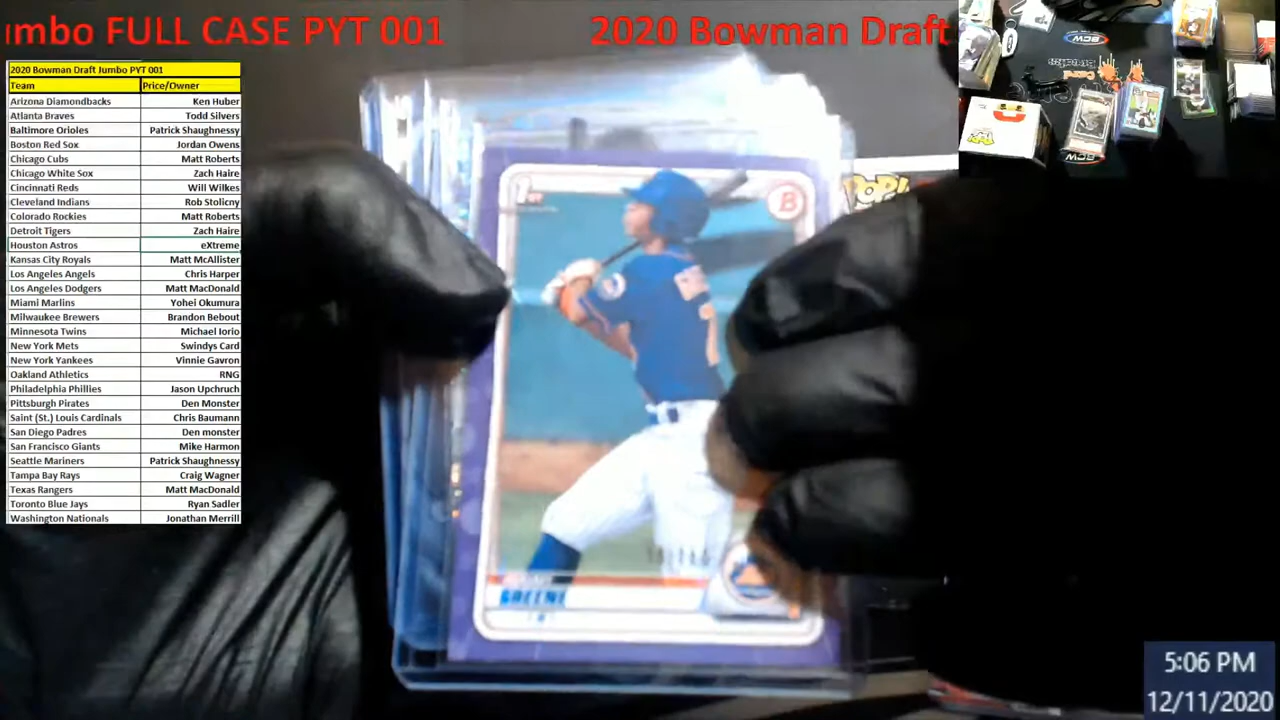 umbo FULL CASE PYT 001
2020 Bowman Draft
2020 Bowman Draft Jumbo PYT 001
Team Price/Owner
Arizona Diamondbacks Ken Huber
Atlanta Braves Todd Silvers
Baltimore Orioles Patrick Shaughnessy
Boston Red Sox Jordan Owens
Chicago Cubs Matt Roberts
Chicago White Sox Zach Haire
Cincinnati Reds Will Wilkes
Cleveland Indians Rob Stolicny
Colorado Rockies Matt Roberts
Detroit Tigers Zach Haire
Houston Astros eXtreme
Kansas City Royals Matt McAllister
Los Angeles Angels Chris Harper
Los Angeles Dodgers Matt MacDonald
Miami Marlins Yohei Okumura
Milwaukee Brewers Brandon Bebout
Minnesota Twins Michael Iorio
New York Mets Swindys Card
New York Yankees Vinnie Gavron
Oakland Athletics RNG
Philadelphia Phillies Jason Upchruch
Pittsburgh Pirates Den Monster
Saint (St.) Louis Cardinals Chris Baumann
San Diego Padres Den monster
San Francisco Giants Mike Harmon
Seattle Mariners Patrick Shaughnessy
Tampa Bay Rays Craig Wagner
Texas Rangers Matt MacDonald
Toronto Blue Jays Ryan Sadler
Washington Nationals Jonathan Merrill
1ST
B
POP!
GREENE
BCW
BCW
5:06 PM
12/11/2020